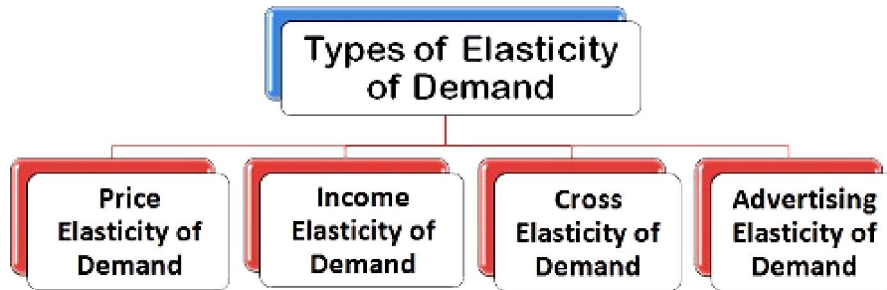 Types of Elasticity
of Demand
Price
Elasticity of
Demand
Income
Elasticity of
Demand
Cross
Elasticity of
Demand
Advertising
Elasticity of
Demand